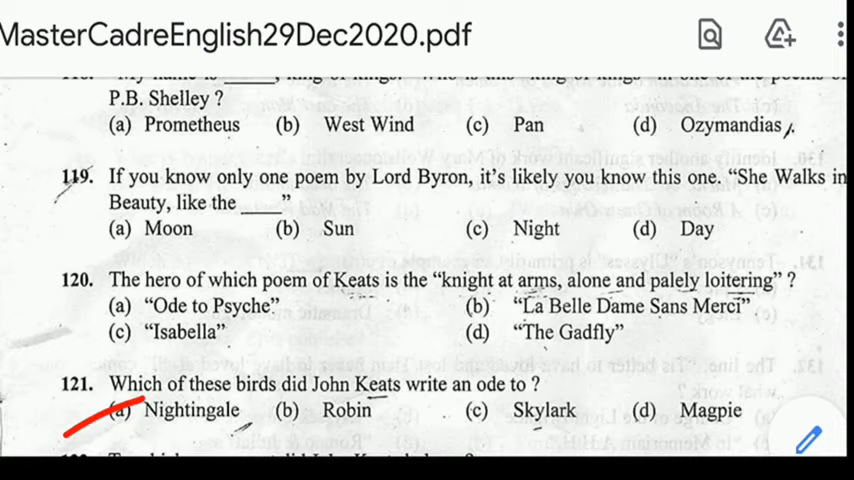 MasterCadreEnglish29Dec2020.pdf
P.B. Shelley ?
(a) Prometheus (b) West Wind (c) Pan (d) Ozymandias
119. If you know only one poem by Lord Byron, it's likely you know this one. "She Walks in
Beauty, like the ____"
(a) Moon (b) Sun (c) Night (d) Day
120. The hero of which poem of Keats is the "knight at arms, alone and palely loitering" ?
(a) "Ode to Psyche" (b) "La Belle Dame Sans Merci"
(c) "Isabella" (d) "The Gadfly"
121. Which of these birds did John Keats write an ode to ?
(a) Nightingale (b) Robin (c) Skylark (d) Magpie